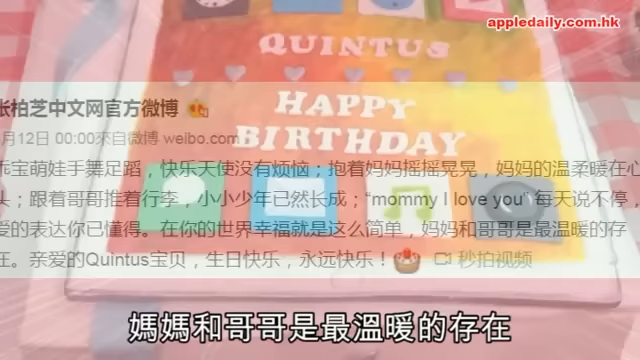 appledaily.com.hk
QUINTUS
HAPPY
BIRTHDAY
张柏芝中文网官方微博
月12日 00:00来自微博 weibo.com
乖宝萌娃手舞足蹈，快乐天使没有烦恼；抱着妈妈摇摇晃晃，妈妈的温柔暖在心
头；跟着哥哥推着行李，小小少年已然长成；“mommy I love you” 每天说不停，
爱的表达你已懂得。在你的世界幸福就是这么简单，妈妈和哥哥是最温暖的存
在。亲爱的Quintus宝贝，生日快乐，永远快乐！ 秒拍视频
媽媽和哥哥是最溫暖的存在